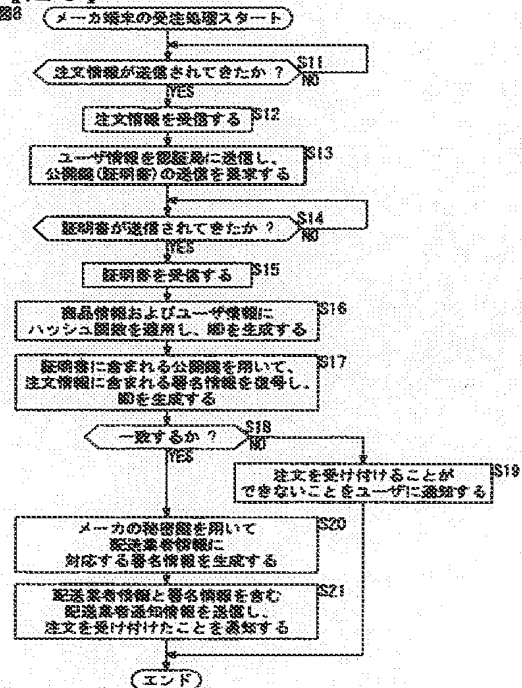 図8
メーカ端末の受注処理スタート
注文情報が送信されてきたか ?
S11
NO
YES
注文情報を受信する
S12
ユーザ情報を認証局に送信し、
公開鍵(証明書)の送信を要求する
S13
証明書が送信されてきたか ?
S14
NO
YES
証明書を受信する
S15
商品情報およびユーザ情報に
ハッシュ関数を適用し、MDを生成する
S16
証明書に含まれる公開鍵を用いて、
注文情報に含まれる署名情報を復号し、
MDを生成する
S17
一致するか ?
S18
NO
YES
注文を受け付けることが
できないことをユーザに通知する
S19
メーカの秘密鍵を用いて
配送業者情報に
対応する署名情報を生成する
S20
配送業者情報と署名情報を含む
配送業者通知情報を送信し、
注文を受け付けたことを通知する
S21
エンド